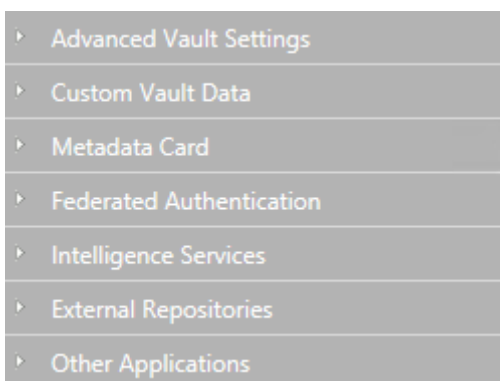 Advanced Vault Settings
Custom Vault Data
Metadata Card
Federated Authentication
Intelligence Services
External Repositories
Other Applications